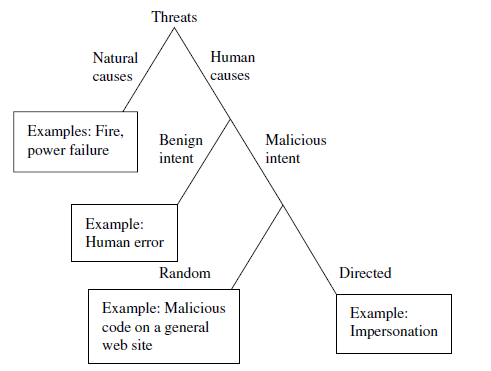 Threats
Natural
causes
Human
causes
Examples: Fire,
power failure
Benign
intent
Malicious
intent
Example:
Human error
Random
Directed
Example: Malicious
code on a general
web site
Example:
Impersonation